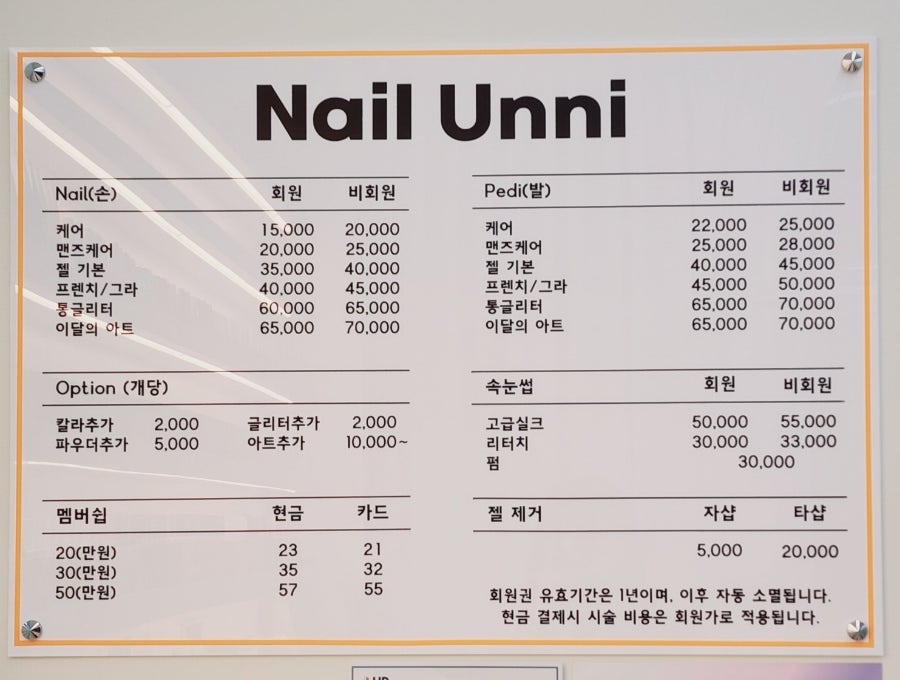 Nail Unni
Nail(손) 회원 비회원
케어 15,000 20,000
맨즈케어 20,000 25,000
젤 기본 35,000 40,000
프렌치/그라 40,000 45,000
통글리터 60,000 65,000
이달의 아트 65,000 70,000
Option (개당)
칼라추가 2,000 글리터추가 2,000
파우더추가 5,000 아트추가 10,000~
멤버쉽 현금 카드
20(만원) 23 21
30(만원) 35 32
50(만원) 57 55
Pedi(발) 회원 비회원
케어 22,000 25,000
맨즈케어 25,000 28,000
젤 기본 40,000 45,000
프렌치/그라 45,000 50,000
통글리터 65,000 70,000
이달의 아트 65,000 70,000
속눈썹 회원 비회원
고급실크 50,000 55,000
리터치 30,000 33,000
펌 30,000
젤 제거 자샵 타샵
5,000 20,000
회원권 유효기간은 1년이며, 이후 자동 소멸됩니다.
현금 결제시 시술 비용은 회원가로 적용됩니다.